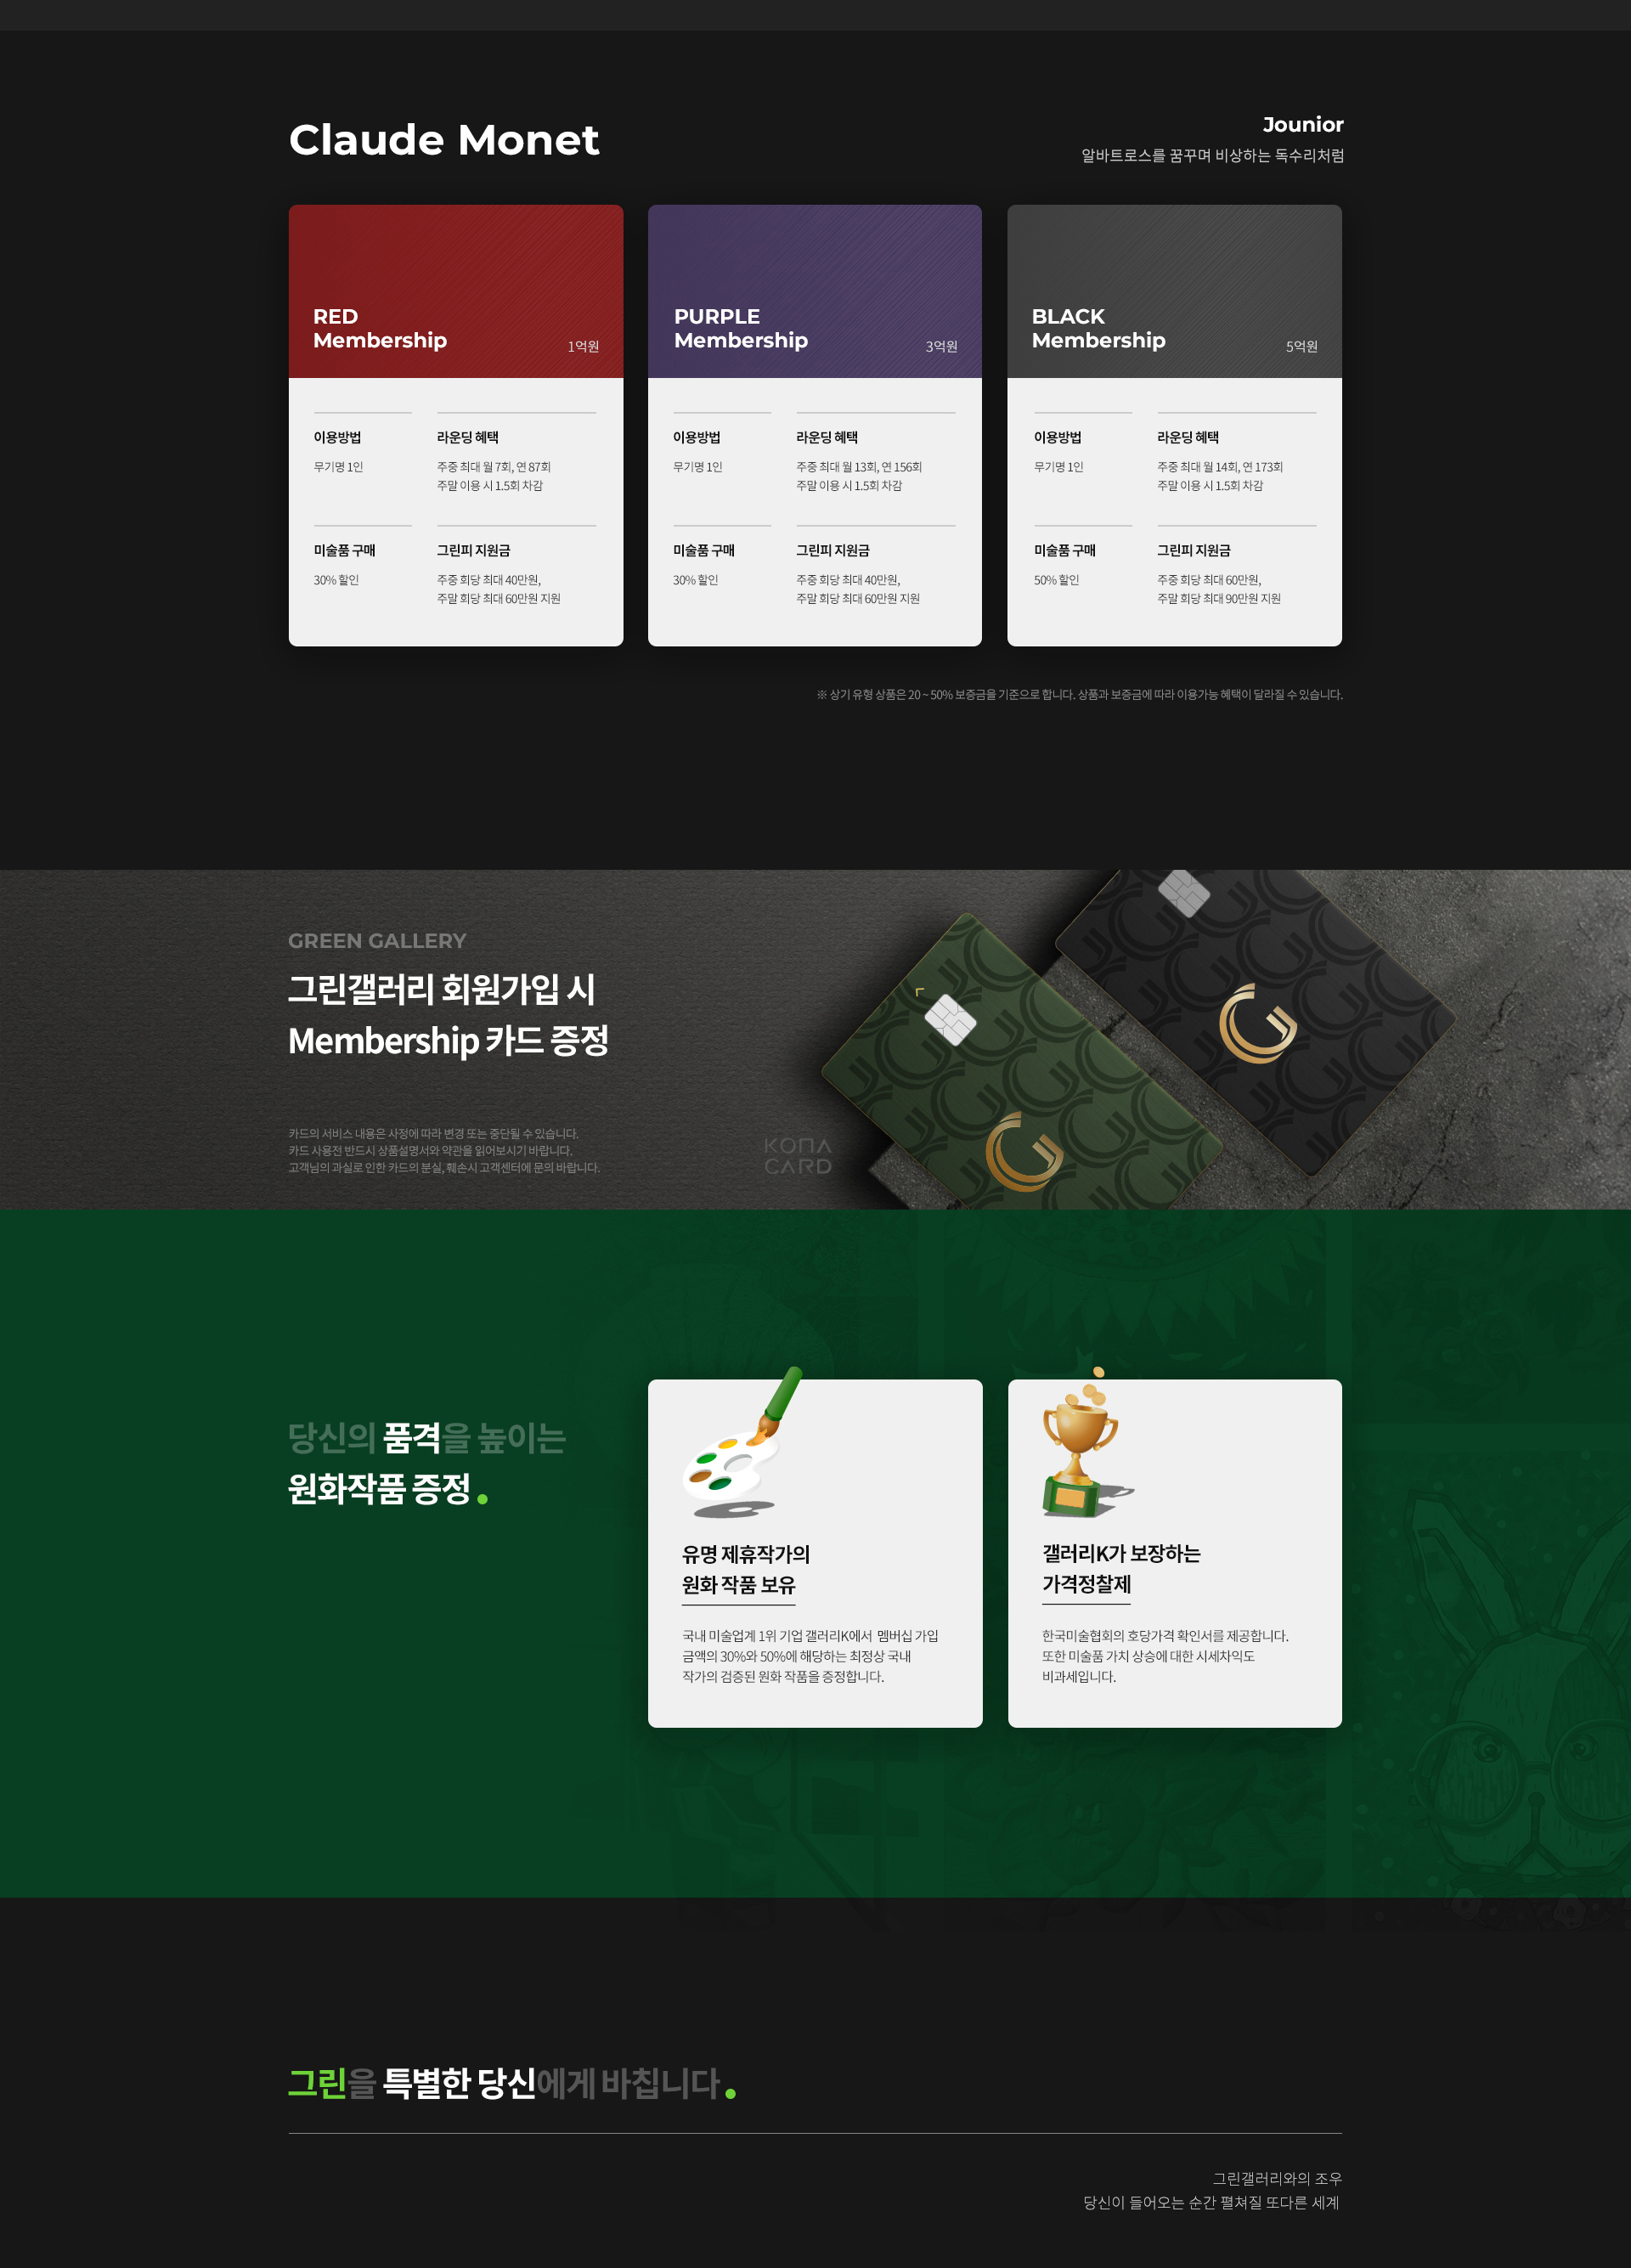 Claude Monet
Jounior
알바트로스를 꿈꾸며 비상하는 독수리처럼
RED
Membership
1억원
이용방법
무기명 1인
라운딩 혜택
주중 최대 월 7회, 연 87회
주말 이용 시 1.5회 차감
미술품 구매
30% 할인
그린피 지원금
주중 회당 최대 40만원,
주말 회당 최대 60만원 지원
PURPLE
Membership
3억원
이용방법
무기명 1인
라운딩 혜택
주중 최대 월 13회, 연 156회
주말 이용 시 1.5회 차감
미술품 구매
30% 할인
그린피 지원금
주중 회당 최대 40만원,
주말 회당 최대 60만원 지원
BLACK
Membership
5억원
이용방법
무기명 1인
라운딩 혜택
주중 최대 월 14회, 연 173회
주말 이용 시 1.5회 차감
미술품 구매
50% 할인
그린피 지원금
주중 회당 최대 60만원,
주말 회당 최대 90만원 지원
※ 상기 유형 상품은 20 ~ 50% 보증금을 기준으로 합니다. 상품과 보증금에 따라 이용가능 혜택이 달라질 수 있습니다.
GREEN GALLERY
그린갤러리 회원가입 시
Membership 카드 증정
카드의 서비스 내용은 사정에 따라 변경 또는 중단될 수 있습니다.
카드 사용전 반드시 상품설명서와 약관을 읽어보시기 바랍니다.
고객님의 과실로 인한 카드의 분실, 훼손시 고객센터에 문의 바랍니다.
KONA
CARD
당신의 품격을 높이는
원화작품 증정.
유명 제휴작가의
원화 작품 보유
국내 미술업계 1위 기업 갤러리K에서 멤버십 가입
금액의 30%와 50%에 해당하는 최정상 국내
작가의 검증된 원화 작품을 증정합니다.
갤러리K가 보장하는
가격정찰제
한국미술협회의 호당가격 확인서를 제공합니다.
또한 미술품 가치 상승에 대한 시세차익도
비과세입니다.
그린을 특별한 당신에게 바칩니다.
그린갤러리와의 조우
당신이 들어오는 순간 펼쳐질 또다른 세계